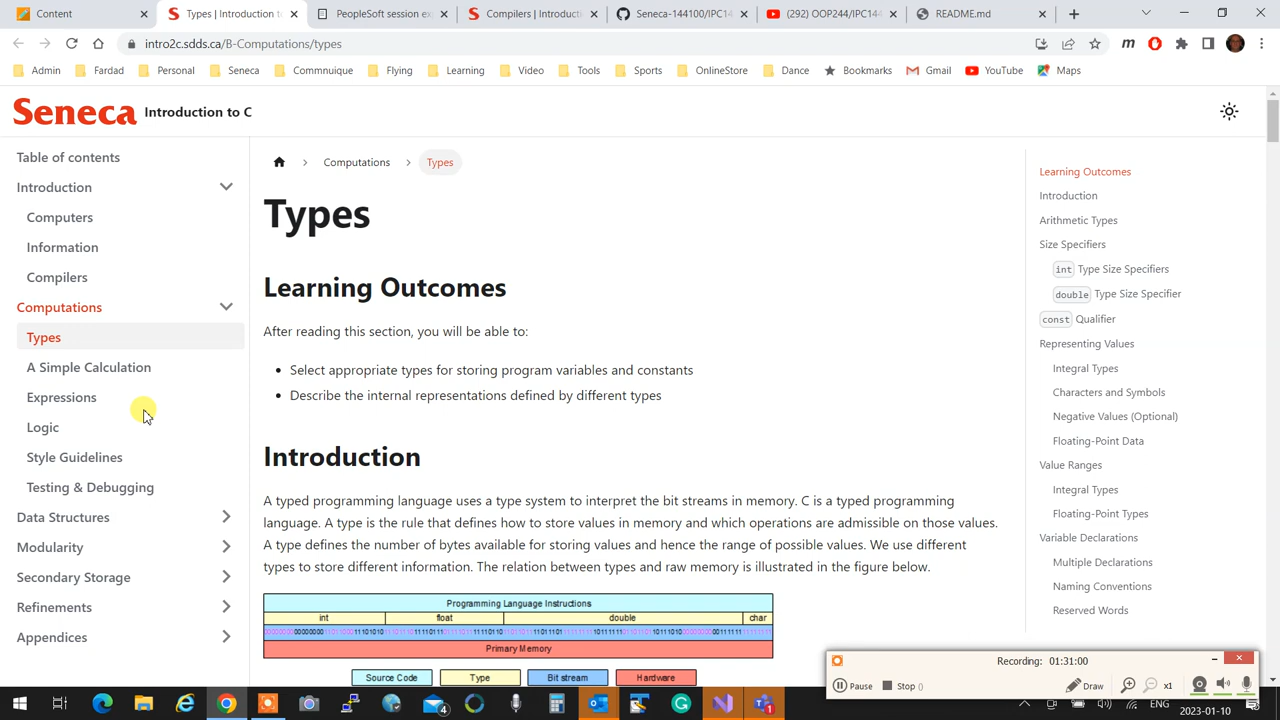 Content
Types | Introduction t
PeopleSoft session ex
Compilers | Introduct
Seneca-144100/IPC14
(292) OOP244/IPC144
README.md
intro2c.sdds.ca/B-Computations/types
Admin
Fardad
Personal
Seneca
Commnuique
Flying
Learning
Video
Tools
Sports
OnlineStore
Dance
Bookmarks
Gmail
YouTube
Maps
Seneca Introduction to C
Table of contents
Introduction
Computers
Information
Compilers
Computations
Types
A Simple Calculation
Expressions
Logic
Style Guidelines
Testing & Debugging
Data Structures
Modularity
Secondary Storage
Refinements
Appendices
Computations > Types
Types
Learning Outcomes
After reading this section, you will be able to:
• Select appropriate types for storing program variables and constants
• Describe the internal representations defined by different types
Introduction
A typed programming language uses a type system to interpret the bit streams in memory. C is a typed programming
language. A type is the rule that defines how to store values in memory and which operations are admissible on those values.
A type defines the number of bytes available for storing values and hence the range of possible values. We use different
types to store different information. The relation between types and raw memory is illustrated in the figure below.
Programming Language Instructions
int float double char
Primary Memory
Source Code Type Bit stream Hardware
Learning Outcomes
Introduction
Arithmetic Types
Size Specifiers
int Type Size Specifiers
double Type Size Specifier
const Qualifier
Representing Values
Integral Types
Characters and Symbols
Negative Values (Optional)
Floating-Point Data
Value Ranges
Integral Types
Floating-Point Types
Variable Declarations
Multiple Declarations
Naming Conventions
Reserved Words
Recording: 01:31:00
Pause
Stop ()
Draw
x1
4
1
ENG
9:58 AM
2023-01-10